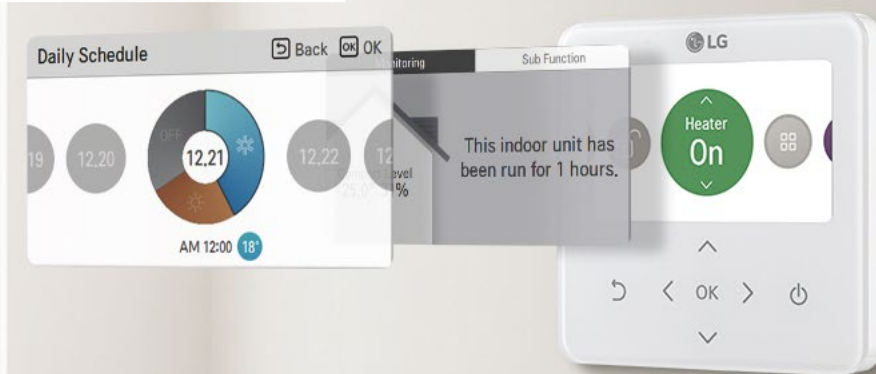 Daily Schedule
Back
OK OK
19
12.20
OFF
12.21
12.22
12
AM 12:00 18°
Monitoring
Sub Function
This indoor unit has
been run for 1 hours.
Level
%
LG
Heater
On
OK